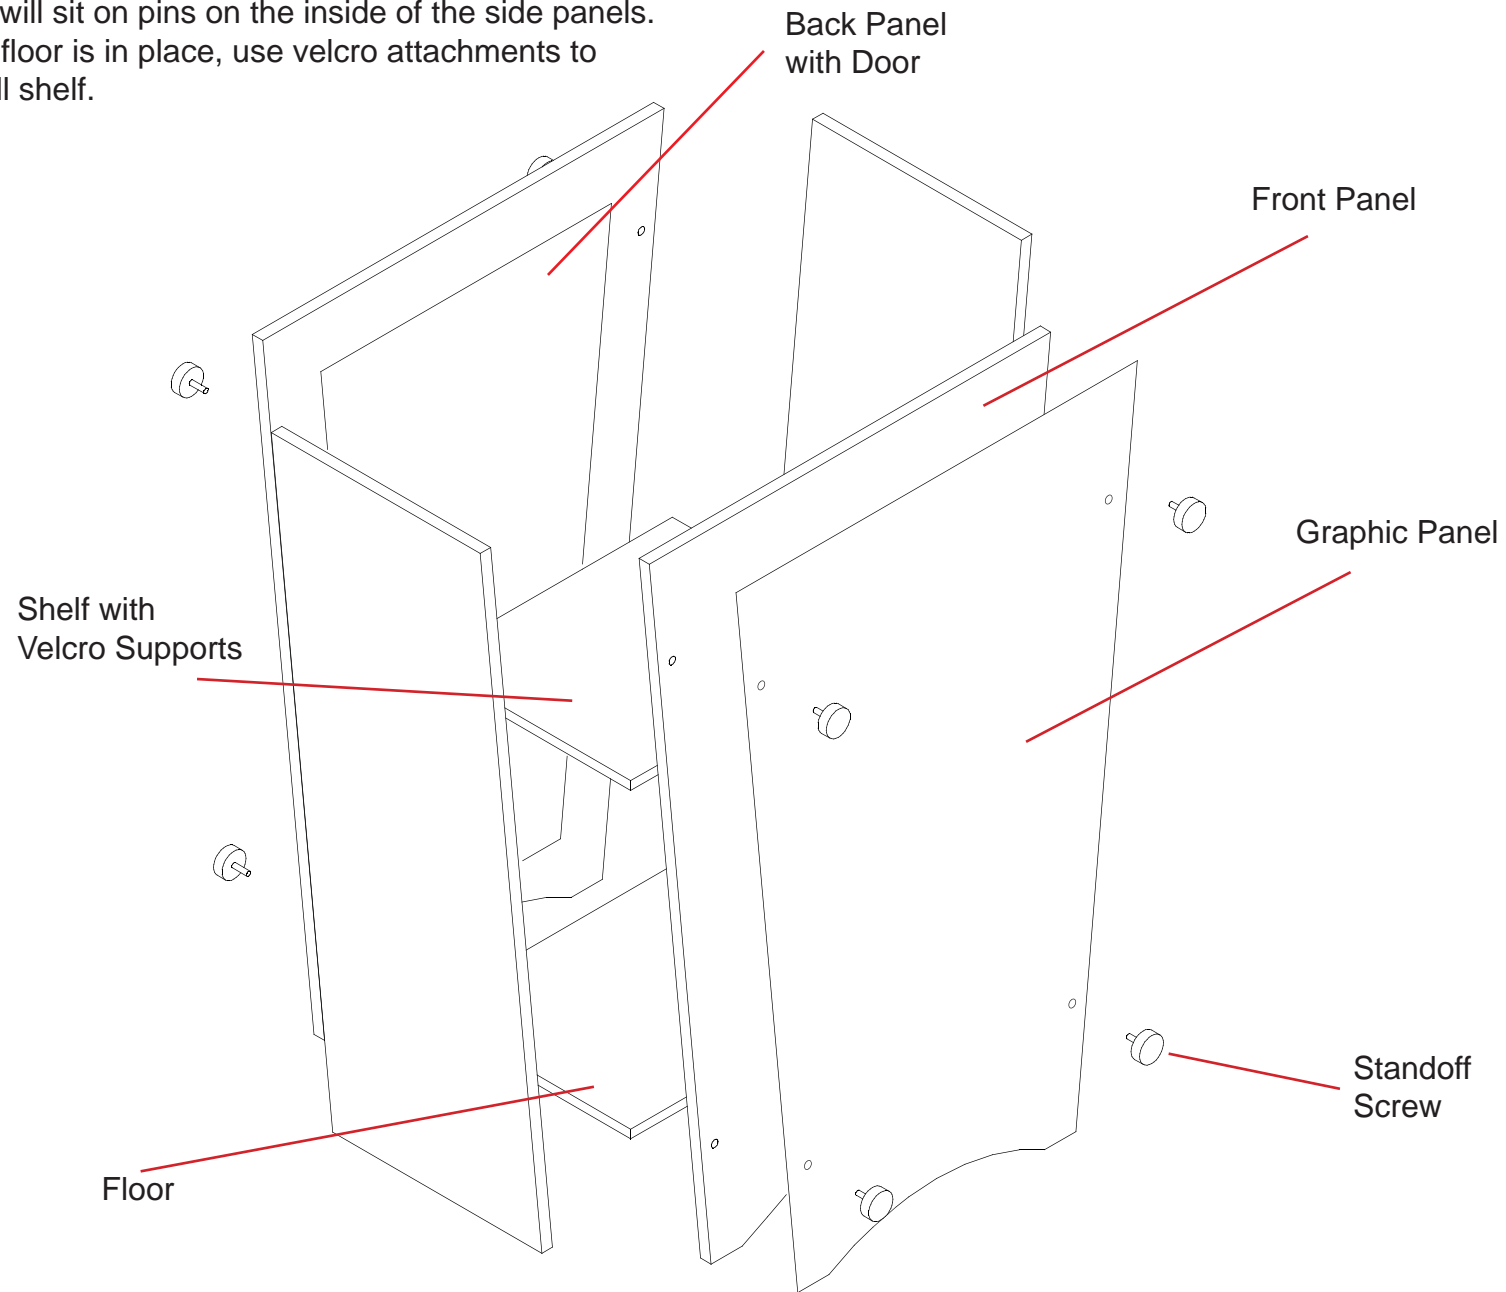 will sit on pins on the inside of the side panels.
floor is in place, use velcro attachments to
shelf.
Back Panel
with Door
Front Panel
Graphic Panel
Shelf with
Velcro Supports
Standoff
Screw
Floor